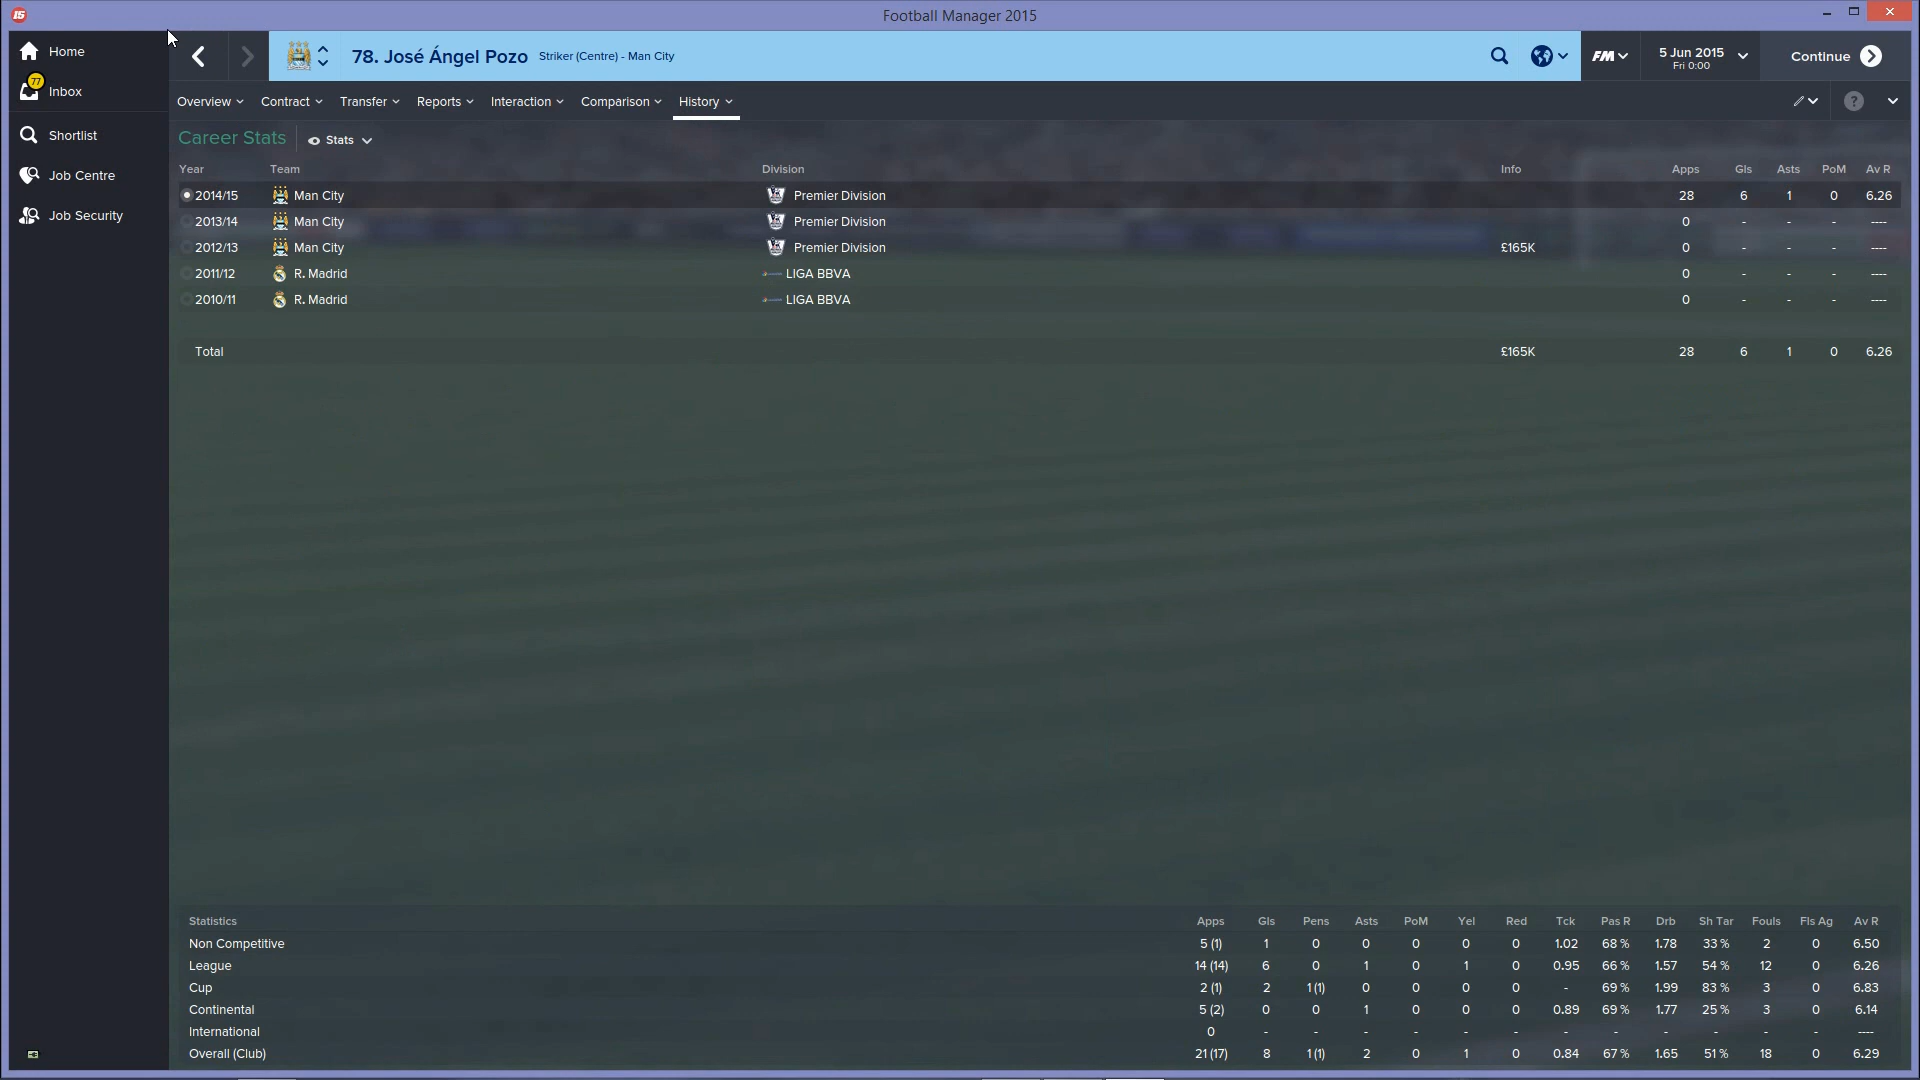 15 Football Manager 2015
Home
77
Inbox
Shortlist
Job Centre
Job Security
78. José Ángel Pozo Striker (Centre) - Man City FM 5 Jun 2015 Continue
Fri 0:00
Overview Contract Transfer Reports Interaction Comparison History ?
Career Stats Stats
Year Team Division Info Apps Gls Asts PoM Av R
2014/15 Man City Premier Division 28 6 1 0 6.26
2013/14 Man City Premier Division 0 - - - ----
2012/13 Man City Premier Division £165K 0 - - - ----
2011/12 R. Madrid LIGA BBVA 0 - - - ----
2010/11 R. Madrid LIGA BBVA 0 - - - ----
Total £165K 28 6 1 0 6.26
Statistics Apps Gls Pens Asts PoM Yel Red Tck Pas R Drb Sh Tar Fouls Fls Ag Av R
Non Competitive 5 (1) 1 0 0 0 0 0 1.02 68 % 1.78 33 % 2 0 6.50
League 14 (14) 6 0 1 0 1 0 0.95 66 % 1.57 54 % 12 0 6.26
Cup 2 (1) 2 1 (1) 0 0 0 0 - 69 % 1.99 83 % 3 0 6.83
Continental 5 (2) 0 0 1 0 0 0 0.89 69 % 1.77 25 % 3 0 6.14
International 0 - - - - - - - - - - - - ----
Overall (Club) 21 (17) 8 1 (1) 2 0 1 0 0.84 67 % 1.65 51 % 18 0 6.29